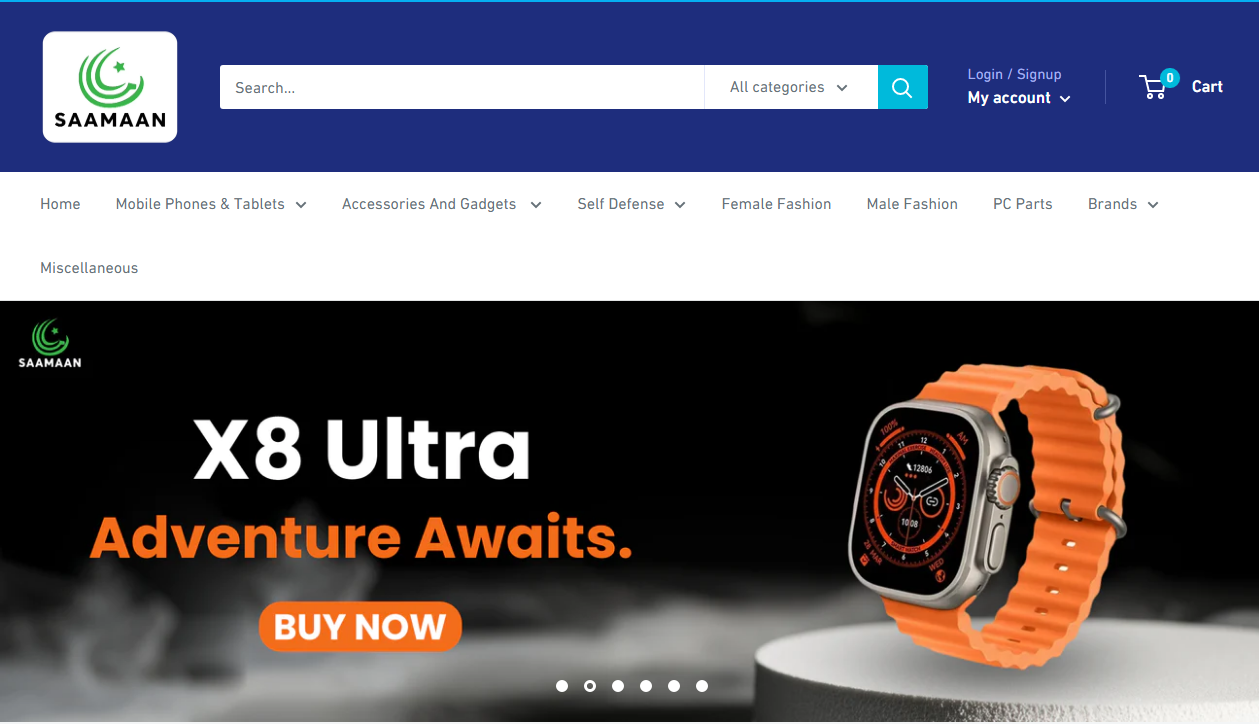 SAAMAAN
Search...
All categories
Login / Signup
My account
0
Cart
Home
Mobile Phones & Tablets
Accessories And Gadgets
Self Defense
Female Fashion
Male Fashion
PC Parts
Brands
Miscellaneous
SAAMAAN
X8 Ultra
Adventure Awaits.
BUY NOW
100%
AM
12806
10:08
28 MAR
WED